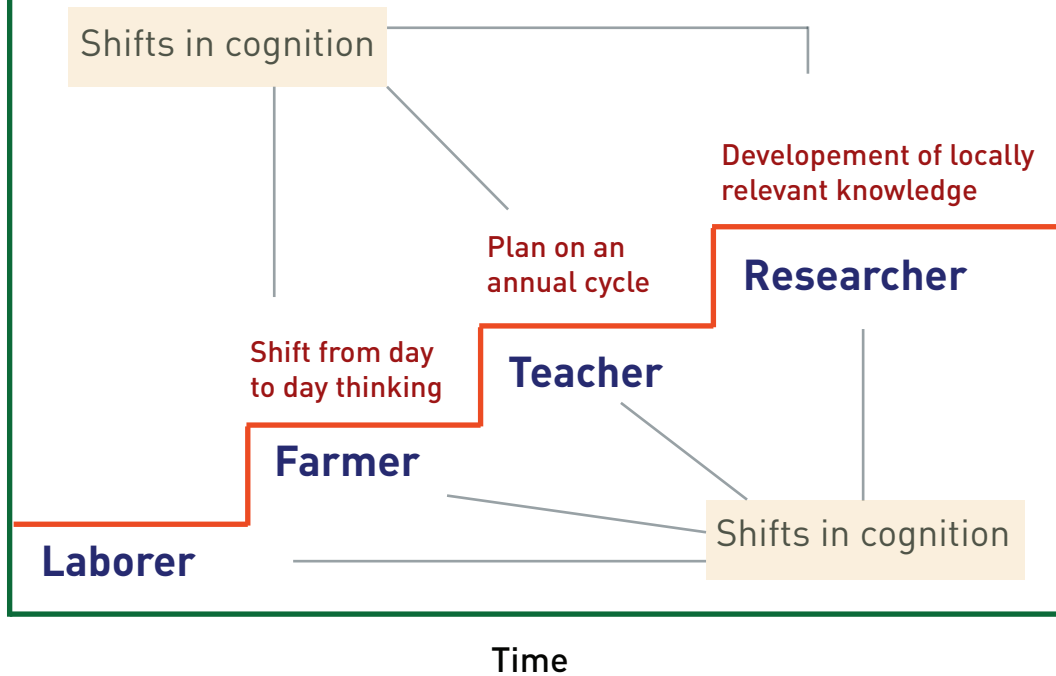 Shifts in cognition
Developement of locally
relevant knowledge
Plan on an
annual cycle
Researcher
Shift from day
to day thinking
Teacher
Farmer
Shifts in cognition
Laborer
Time